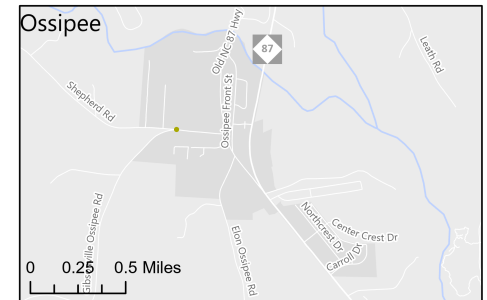 Ossipee
Old NC 87 Hwy
87
Leath Rd
Shepherd Rd
Ossipee Front St
Gibsonville Ossipee Rd
Elon Ossipee Rd
Northcrest Dr
Center Crest Dr
Carroll Dr
0 0.25 0.5 Miles